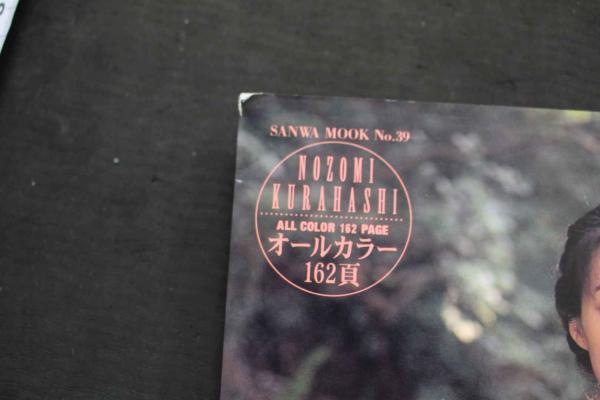 SANWA MOOK No.39
NOZOMI
KURAHASHI
ALL COLOR 162 PAGE
オールカラー
162頁